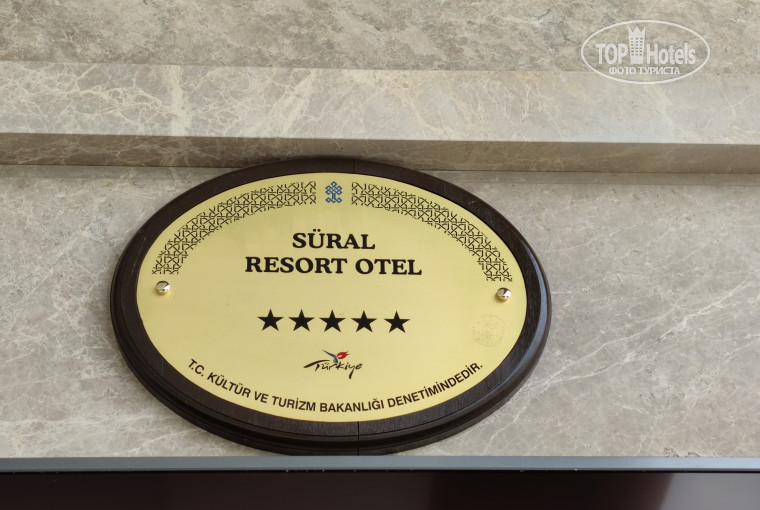 TOP Hotels
ФОТО ТУРИСТА
SÜRAL
RESORT OTEL
Türkiye
T.C. KÜLTÜR VE TURİZM BAKANLIĞI DENETİMİNDEDİR.